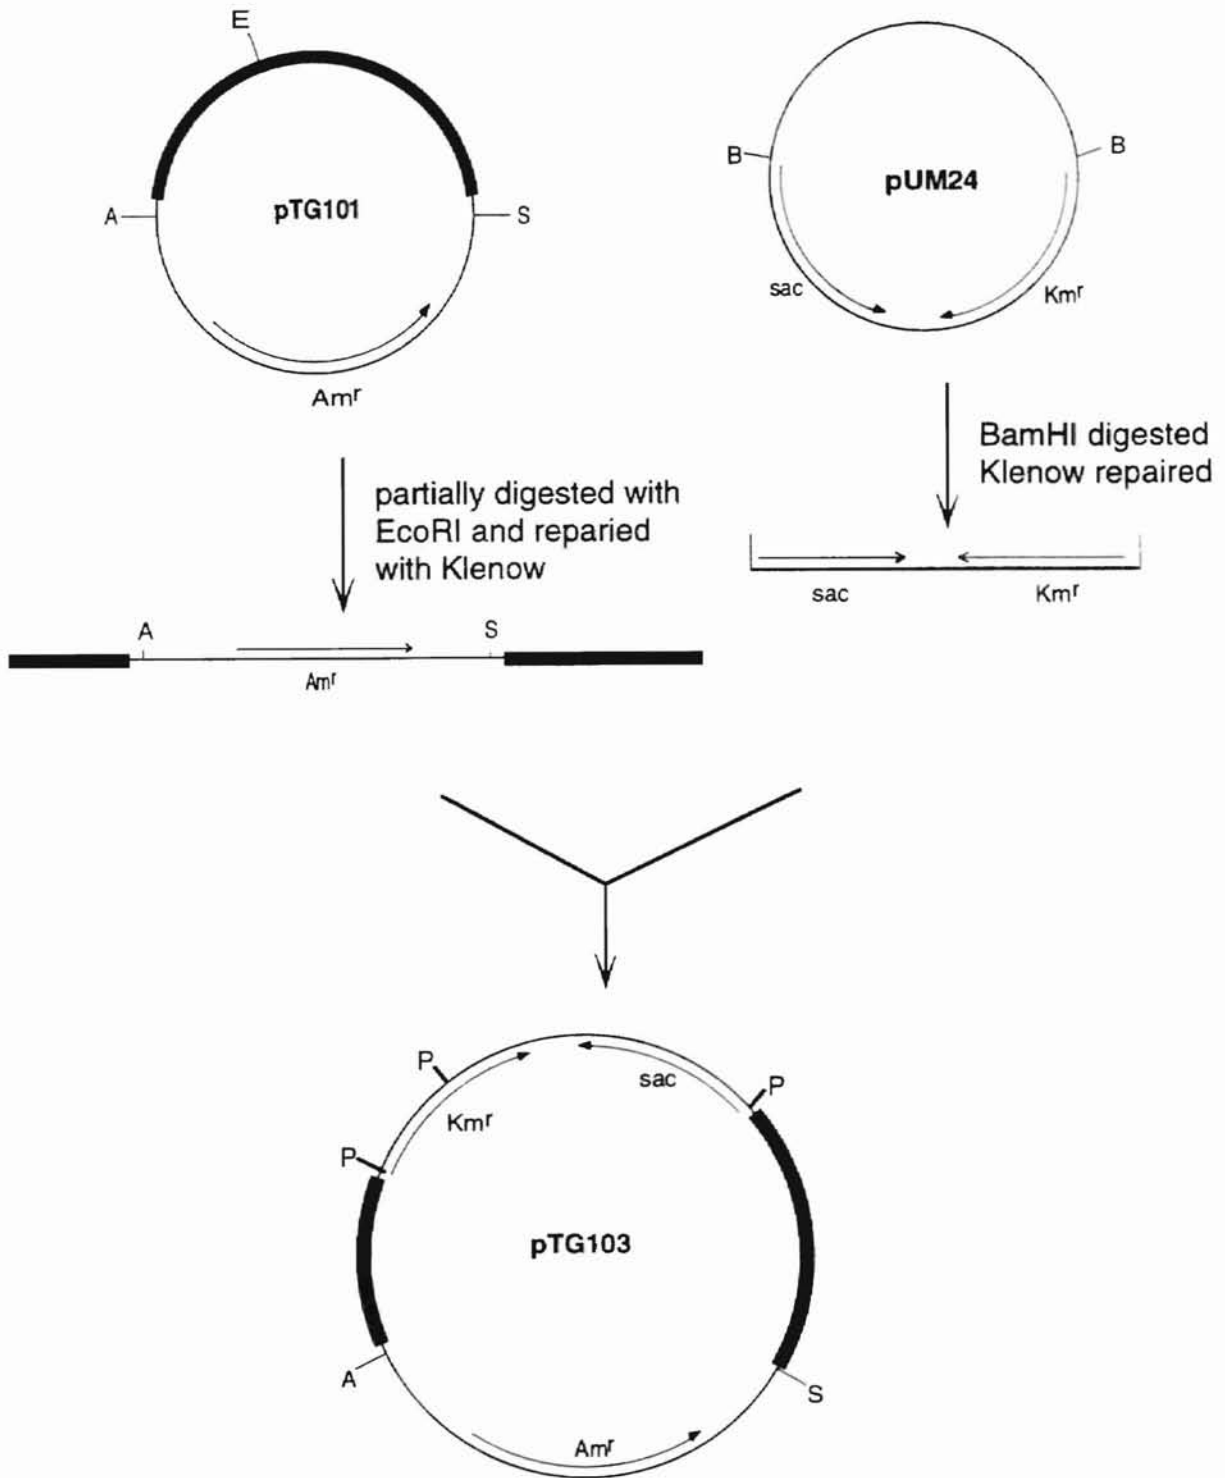 E
A
S
pTG101
Amʳ
B
B
pUM24
sac
Kmʳ
partially digested with
EcoRI and reparied
with Klenow
BamHI digested
Klenow repaired
sac
Kmʳ
A
S
Amʳ
P
P
P
Kmʳ
sac
pTG103
A
S
Amʳ